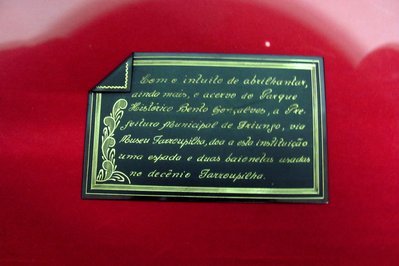 Com o intuito de abrilhantar,
ainda mais, o acervo do Parque
Histórico Bento Gonçalves, a Pre-
feitura Municipal de Triunfo, via
Museu Farroupilha, doa a esta instituição
uma espada e duas baionetas usadas
no decênio Farroupilha.